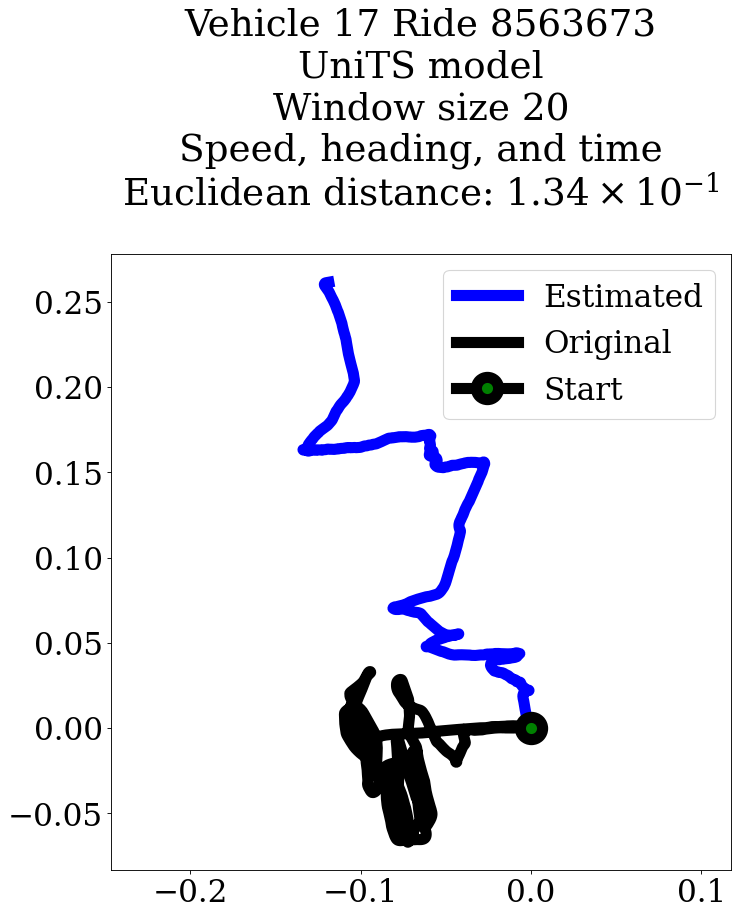 Vehicle 17 Ride 8563673
UniTS model
Window size 20
Speed, heading, and time
Euclidean distance: 1.34 × 10⁻¹
Estimated
Original
Start
0.25
0.20
0.15
0.10
0.05
0.00
−0.05
−0.2
−0.1
0.0
0.1